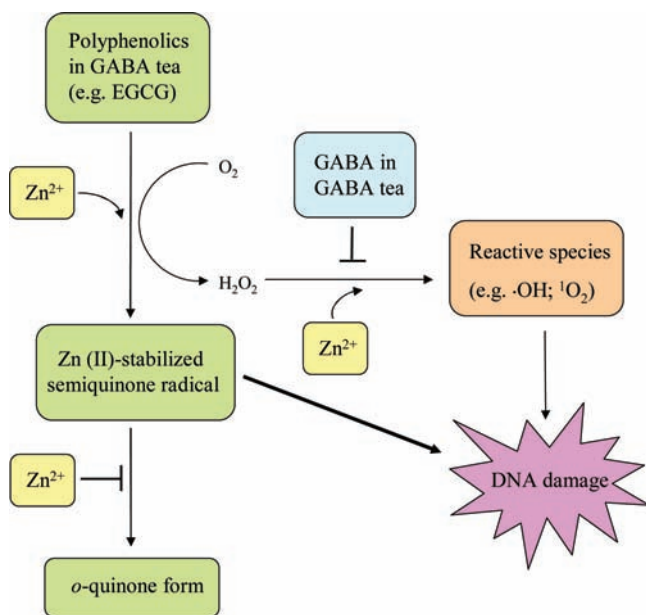 Polyphenolics
in GABA tea
(e.g. EGCG)
Zn²⁺
O₂
GABA in
GABA tea
H₂O₂
Reactive species
(e.g. ·OH; ¹O₂)
Zn²⁺
Zn (II)-stabilized
semiquinone radical
Zn²⁺
DNA damage
o-quinone form